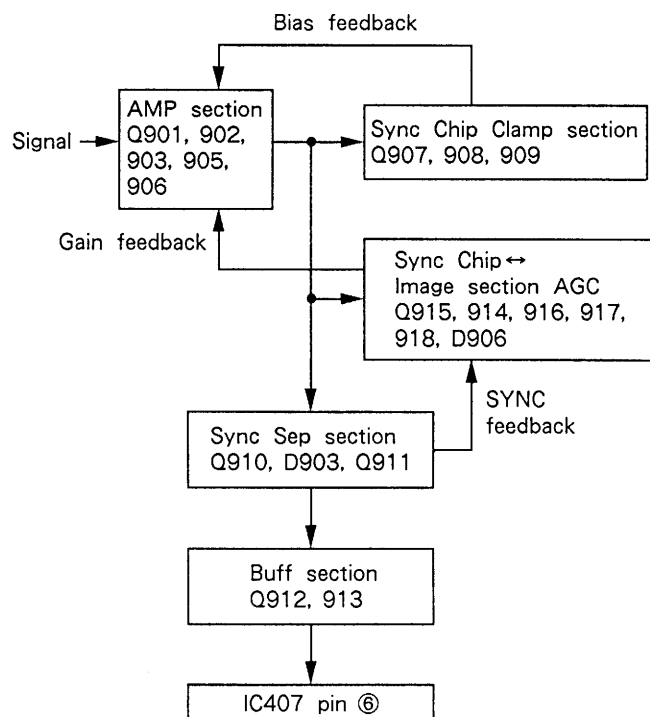 Bias feedback
AMP section
Q901, 902,
903, 905,
906
Signal
Sync Chip Clamp section
Q907, 908, 909
Gain feedback
Sync Chip↔
Image section AGC
Q915, 914, 916, 917,
918, D906
SYNC
feedback
Sync Sep section
Q910, D903, Q911
Buff section
Q912, 913
IC407 pin ⑥